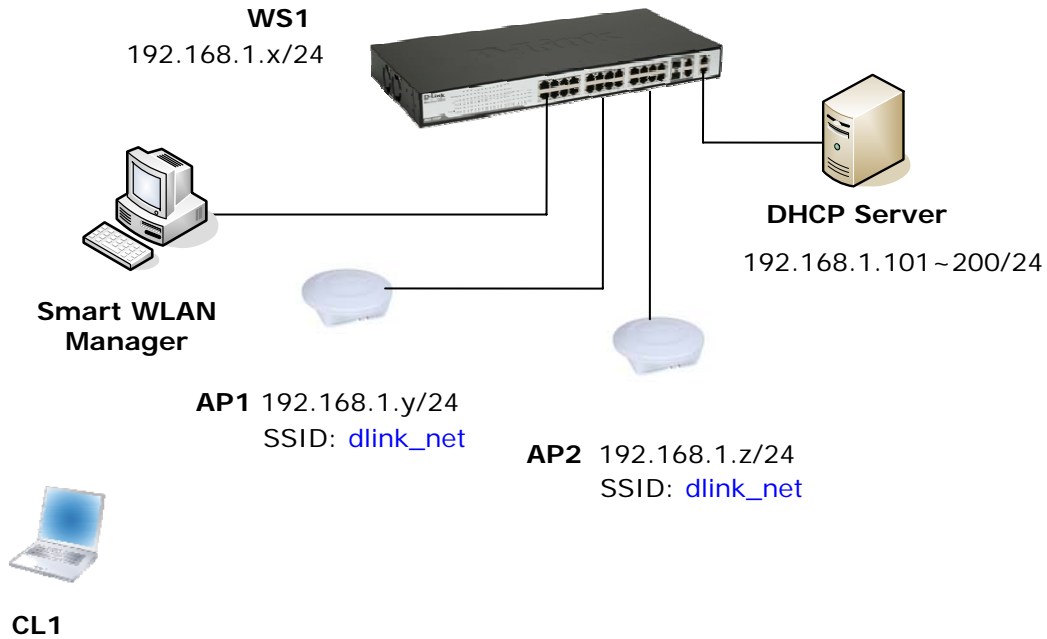 WS1
192.168.1.x/24
D-Link
DHCP Server
192.168.1.101~200/24
Smart WLAN
Manager
AP1 192.168.1.y/24
SSID: dlink_net
AP2 192.168.1.z/24
SSID: dlink_net
CL1